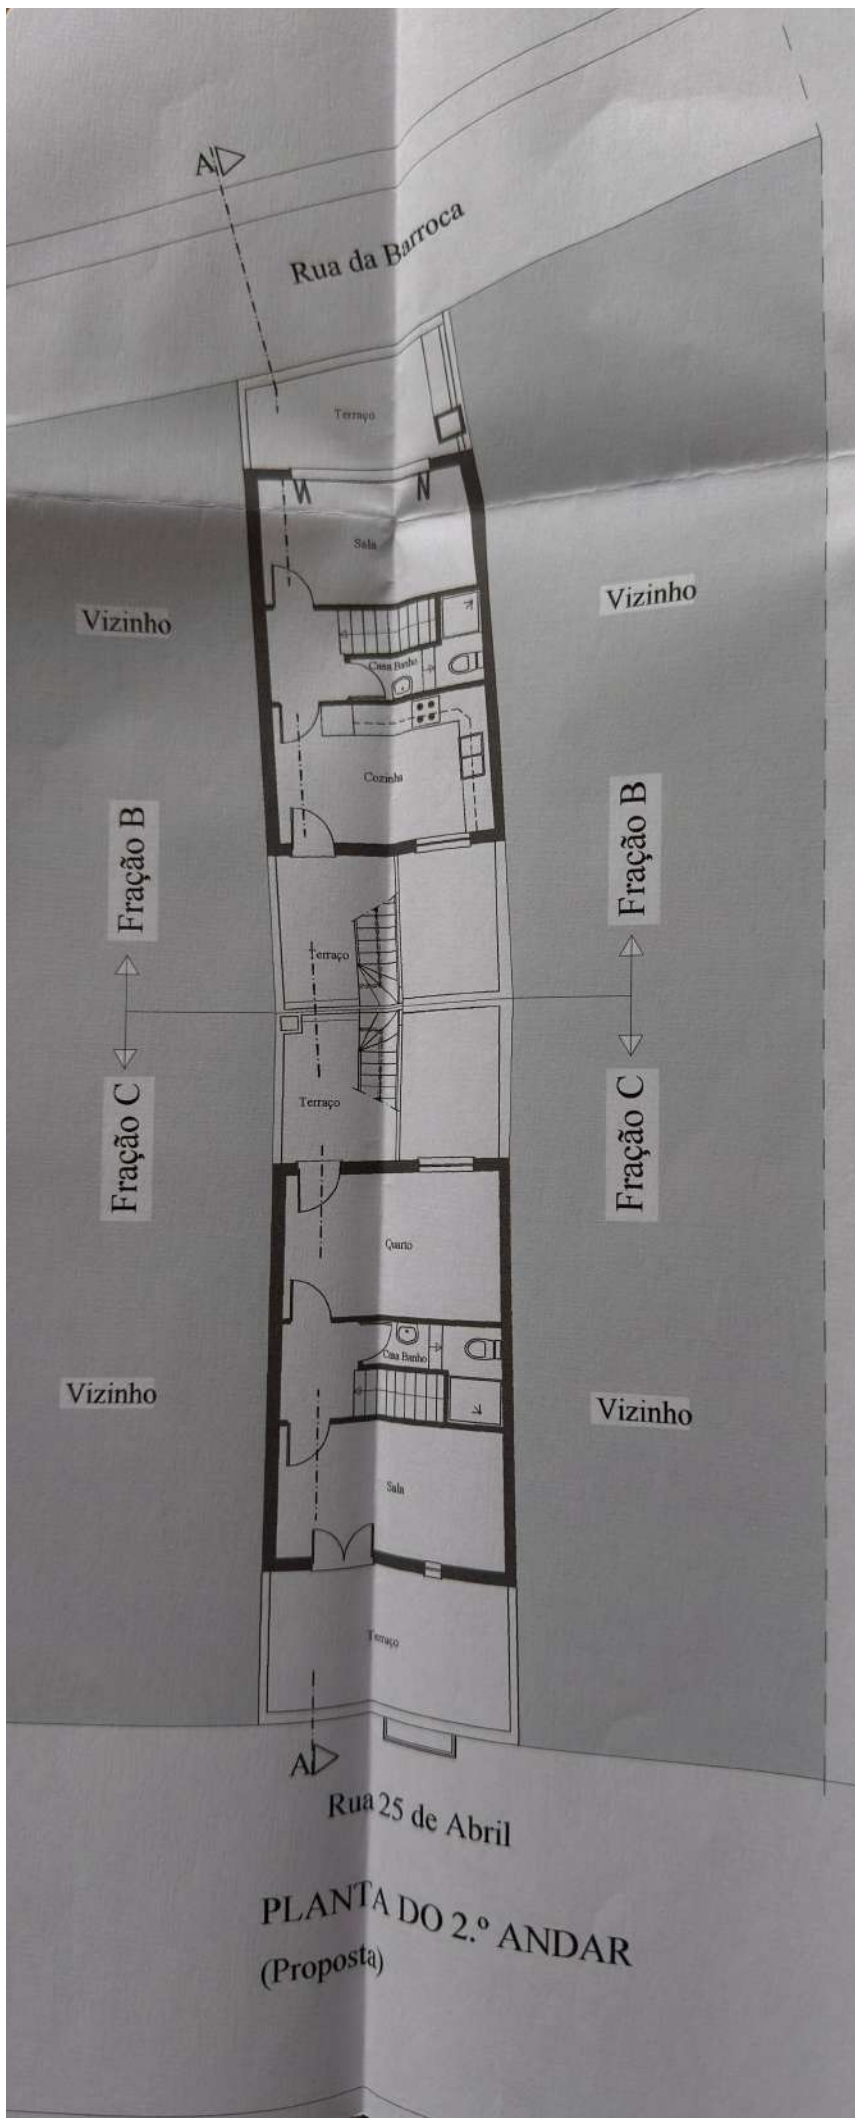 A
Rua da Barroca
Terraço
Sala
Vizinho
Vizinho
Casa Banho
Cozinha
Fração B
Fração B
Terraço
Terraço
Fração C
Fração C
Quarto
Casa Banho
Vizinho
Vizinho
Sala
Terraço
A
Rua 25 de Abril
PLANTA DO 2.º ANDAR
(Proposta)